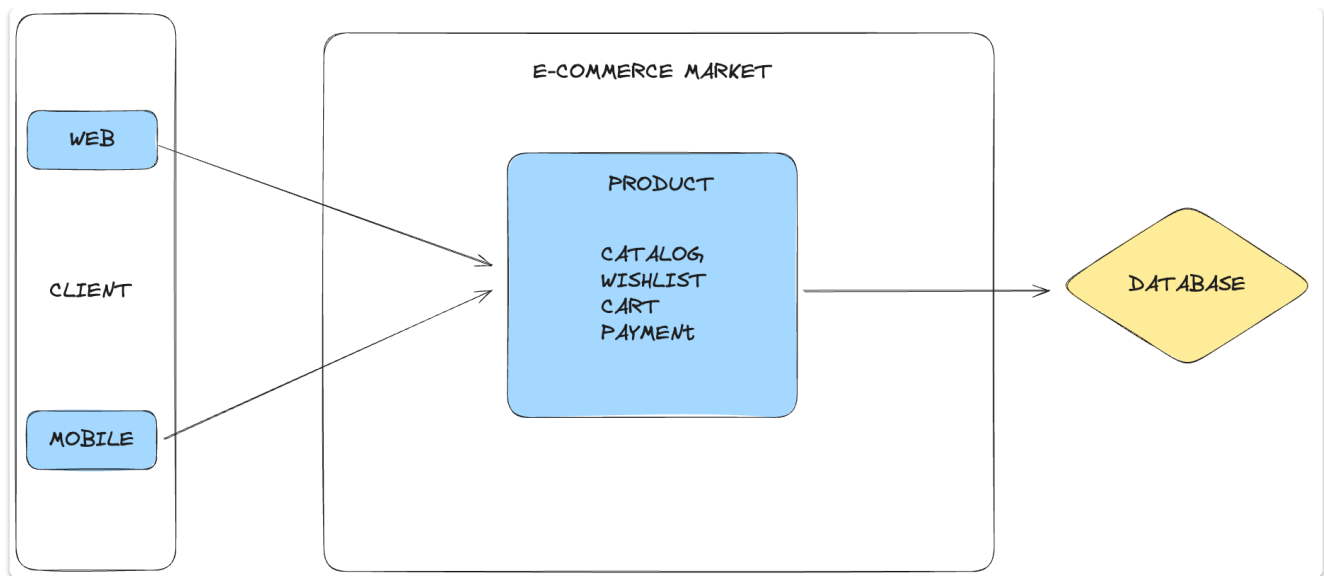 WEB
CLIENT
MOBILE
E-COMMERCE MARKET
PRODUCT
CATALOG
WISHLIST
CART
PAYMENt
DATABASE